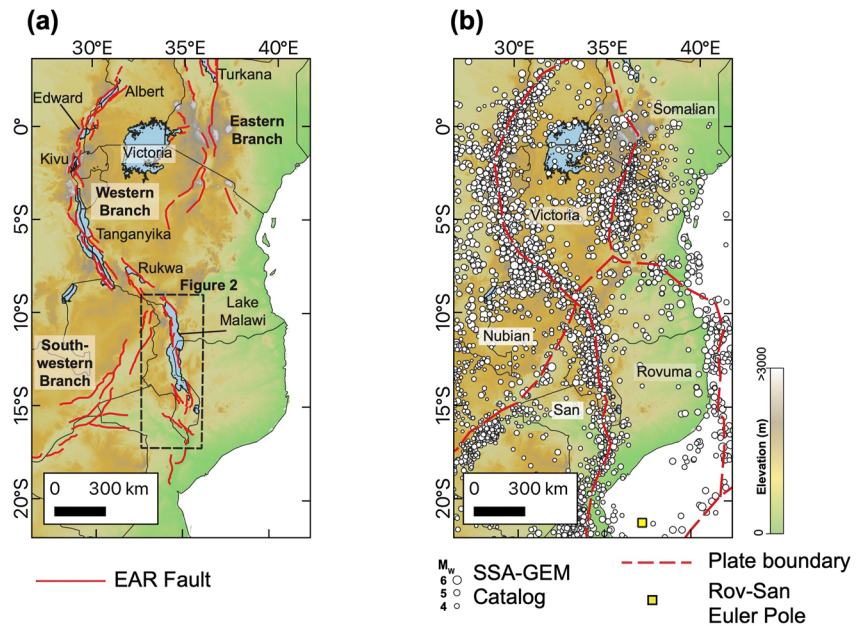 (a)
30°E
35°E
40°E
0°
5°S
10°S
15°S
20°S
Turkana
Albert
Edward
Eastern
Branch
Kivu
Victoria
Western
Branch
Tanganyika
Rukwa
Figure 2
Lake
Malawi
South-
western
Branch
0 300 km
EAR Fault
(b)
30°E
35°E
40°E
0°
5°S
10°S
15°S
20°S
Somalian
Victoria
Nubian
Rovuma
San
0 300 km
>3000
Elevation (m)
0
Mw
6
5
4
SSA-GEM
Catalog
Plate boundary
Rov-San
Euler Pole